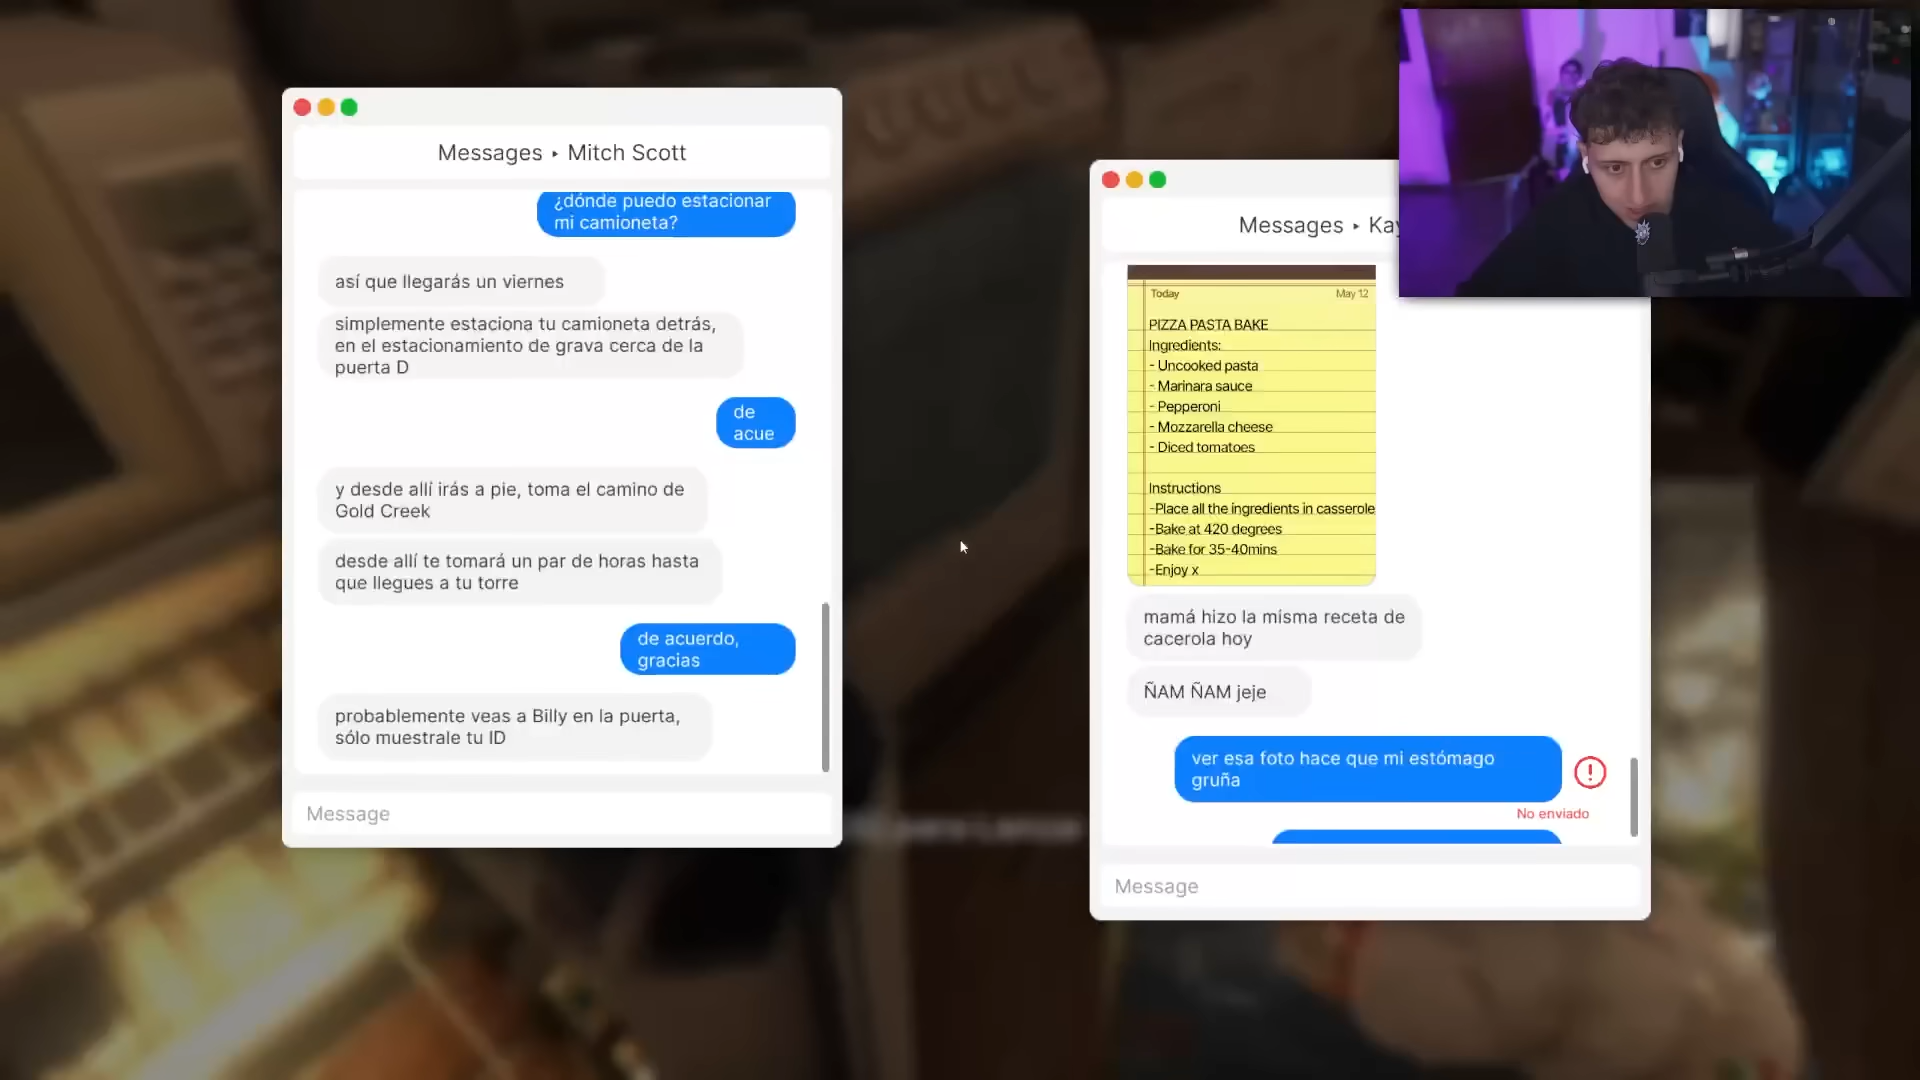 Messages ▸ Mitch Scott
¿dónde puedo estacionar
mi camioneta?
así que llegarás un viernes
simplemente estaciona tu camioneta detrás,
en el estacionamiento de grava cerca de la
puerta D
de
acue
y desde allí irás a pie, toma el camino de
Gold Creek
desde allí te tomará un par de horas hasta
que llegues a tu torre
de acuerdo,
gracias
probablemente veas a Billy en la puerta,
sólo muestrale tu ID
Message
Messages ▸ Kay
Today May 12
PIZZA PASTA BAKE
Ingredients:
- Uncooked pasta
- Marinara sauce
- Pepperoni
- Mozzarella cheese
- Diced tomatoes
Instructions
-Place all the ingredients in casserole
-Bake at 420 degrees
-Bake for 35-40mins
-Enjoy x
mamá hizo la misma receta de
cacerola hoy
ÑAM ÑAM jeje
ver esa foto hace que mi estómago
gruña
No enviado
Message